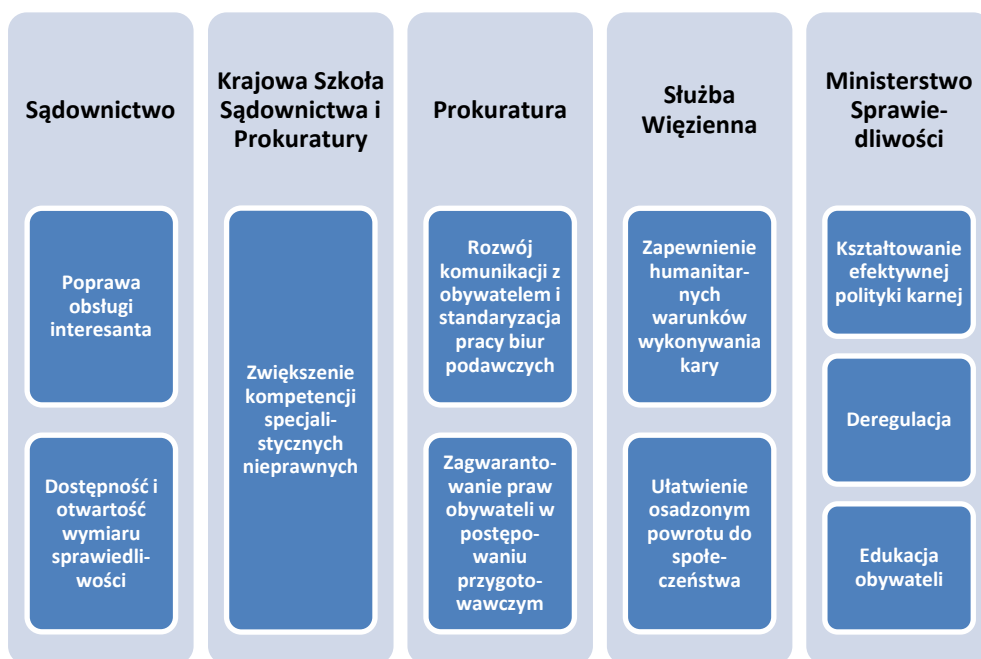 Sądownictwo
Poprawa
obsługi
interesanta
Dostępność i
otwartość
wymiaru
sprawiedli-
wości
Krajowa Szkoła
Sądownictwa i
Prokuratury
Zwiększenie
kompetencji
specjali-
stycznych
nieprawnych
Prokuratura
Rozwój
komunikacji z
obywatelem i
standaryzacja
pracy biur
podawczych
Zagwaranto-
wanie praw
obywateli w
postępo-
waniu
przygoto-
wawczym
Służba
Więzienna
Zapewnienie
humanitar-
nych
warunków
wykonywania
kary
Ułatwienie
osadzonym
powrotu do
społe-
czeństwa
Ministerstwo
Sprawie-
dliwości
Kształtowanie
efektywnej
polityki karnej
Deregulacja
Edukacja
obywateli